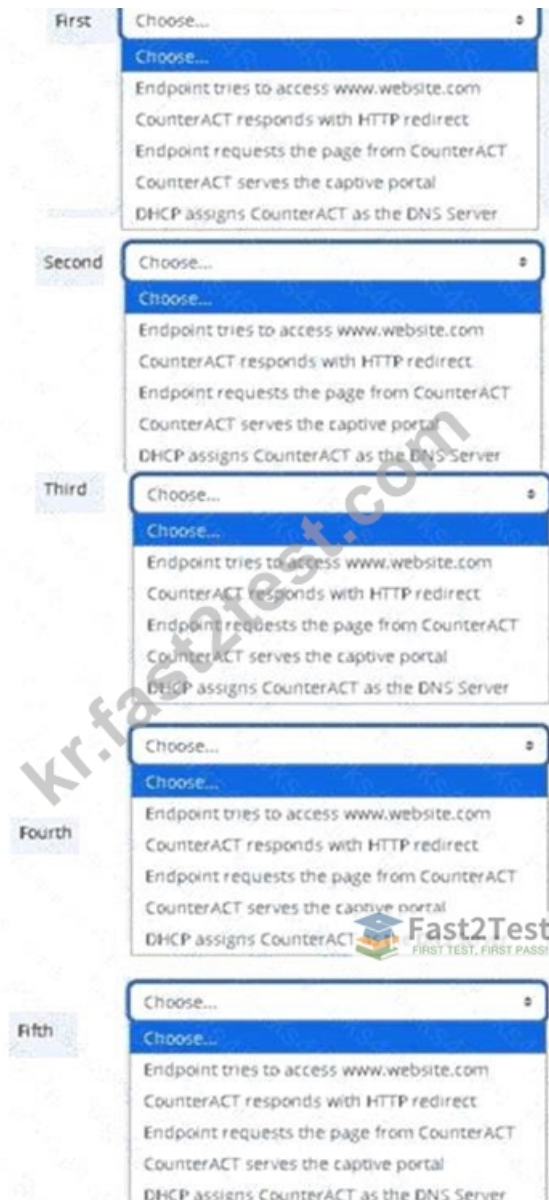 First
Choose...
Choose...
Endpoint tries to access www.website.com
CounterACT responds with HTTP redirect
Endpoint requests the page from CounterACT
CounterACT serves the captive portal
DHCP assigns CounterACT as the DNS Server
Second
Choose...
Choose...
Endpoint tries to access www.website.com
CounterACT responds with HTTP redirect
Endpoint requests the page from CounterACT
CounterACT serves the captive portal
DHCP assigns CounterACT as the DNS Server
Third
Choose...
Choose...
Endpoint tries to access www.website.com
CounterACT responds with HTTP redirect
Endpoint requests the page from CounterACT
CounterACT serves the captive portal
DHCP assigns CounterACT as the DNS Server
kr.fast2test.com
Fourth
Choose...
Choose...
Endpoint tries to access www.website.com
CounterACT responds with HTTP redirect
Endpoint requests the page from CounterACT
CounterACT serves the captive portal
DHCP assigns CounterACT
Fast2Test
FIRST TEST, FIRST PASS!
Fifth
Choose...
Choose...
Endpoint tries to access www.website.com
CounterACT responds with HTTP redirect
Endpoint requests the page from CounterACT
CounterACT serves the captive portal
DHCP assigns CounterACT as the DNS Server